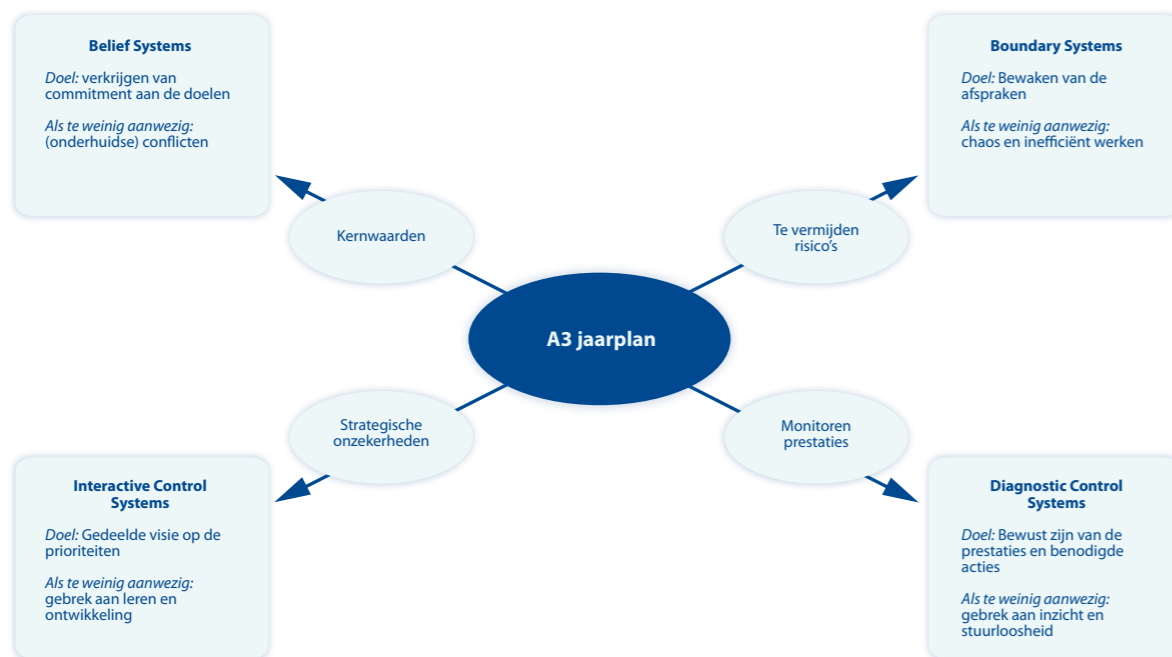 Belief Systems
Doel: verkrijgen van
commitment aan de doelen
Als te weinig aanwezig:
(onderhuidse) conflicten
Boundary Systems
Doel: Bewaken van de
afspraken
Als te weinig aanwezig:
chaos en inefficiënt werken
Kernwaarden
Te vermijden
risico's
A3 jaarplan
Strategische
onzekerheden
Monitoren
prestaties
Interactive Control
Systems
Doel: Gedeelde visie op de
prioriteiten
Als te weinig aanwezig:
gebrek aan leren en
ontwikkeling
Diagnostic Control
Systems
Doel: Bewust zijn van de
prestaties en benodigde
acties
Als te weinig aanwezig:
gebrek aan inzicht en
stuurloosheid